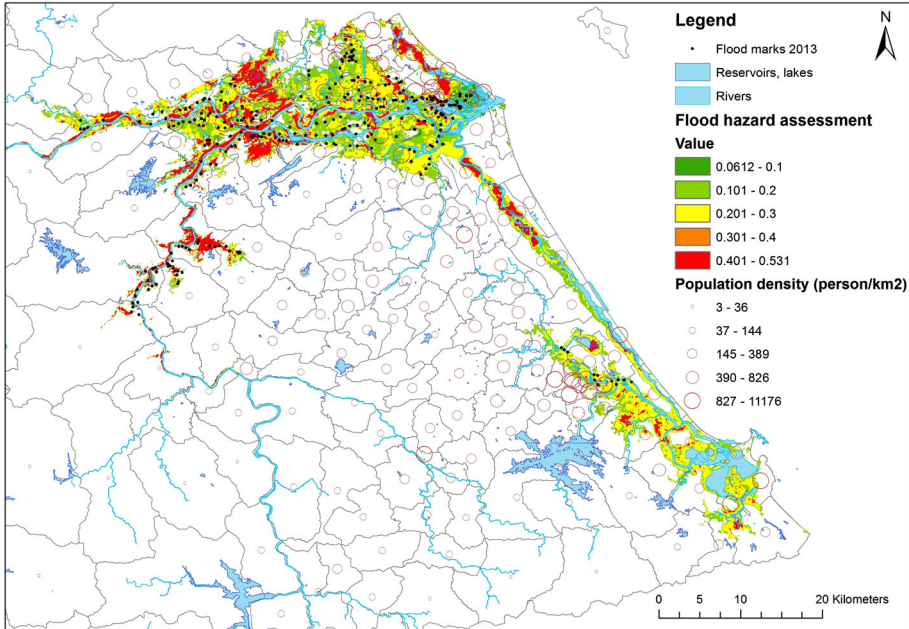 Legend
N
Flood marks 2013
Reservoirs, lakes
Rivers
Flood hazard assessment
Value
0.0612 - 0.1
0.101 - 0.2
0.201 - 0.3
0.301 - 0.4
0.401 - 0.531
Population density (person/km2)
3 - 36
37 - 144
145 - 389
390 - 826
827 - 11176
0 5 10 20 Kilometers